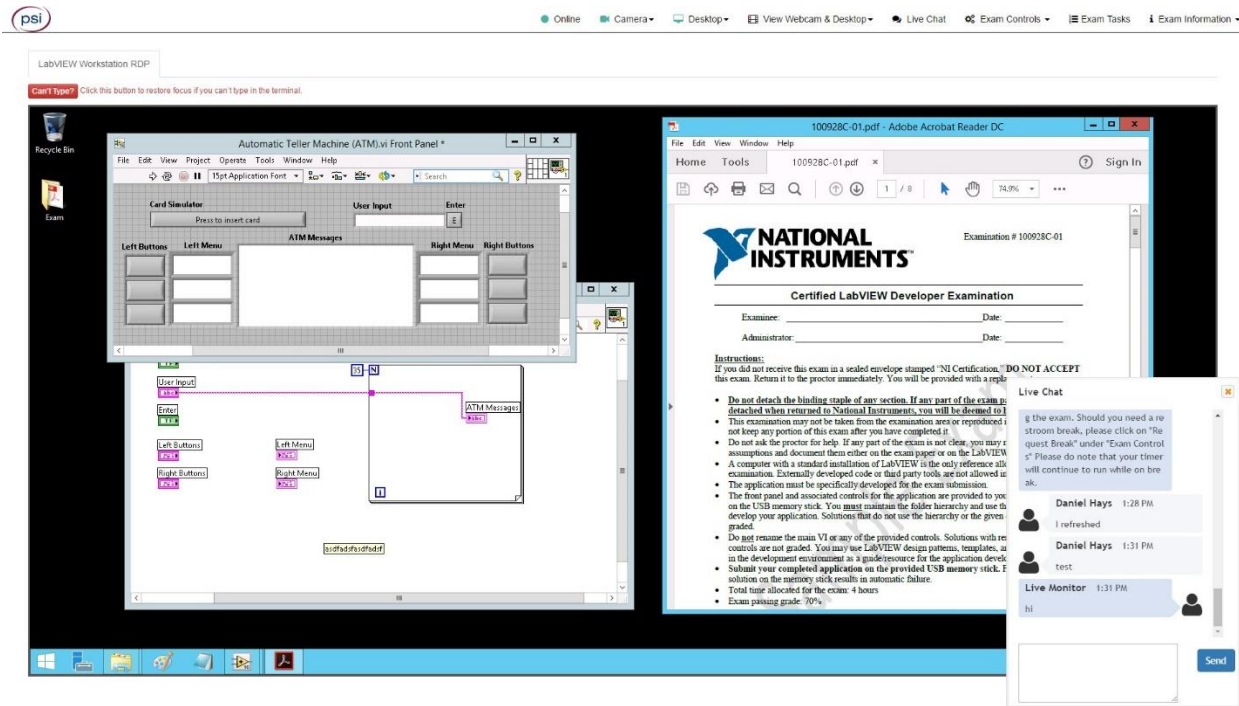 psi
Online Camera Desktop View Webcam & Desktop Live Chat Exam Controls Exam Tasks Exam Information
LabVIEW Workstation RDP
Can't Type? Click this button to restore focus if you can't type in the terminal.
Recycle Bin
Exam
Automatic Teller Machine (ATM).vi Front Panel *
File Edit View Project Operate Tools Window Help
15pt Application Font Search
Card Simulator User Input Enter
Press to insert card E
ATM Messages
Left Buttons Left Menu Right Menu Right Buttons
35 N
User Input
abc
Enter
TF
ATM Messages
abc
Left Buttons Left Menu
Right Buttons Right Menu
i
asdfadsfasdfadsf
100928C-01.pdf - Adobe Acrobat Reader DC
File Edit View Window Help
Home Tools 100928C-01.pdf × Sign In
1 / 8 74.9%
NATIONAL
INSTRUMENTS
Examination # 100928C-01
Certified LabVIEW Developer Examination
Examinee: Date:
Administrator: Date:
Instructions:
If you did not receive this exam in a sealed envelope stamped "NI Certification," DO NOT ACCEPT
this exam. Return it to the proctor immediately. You will be provided with a
• Do not detach the binding staple of any section. If any part of the exam
detached when returned to National Instruments, you will be deemed to
• This examination may not be taken from the examination area or reproduced
not keep any portion of this exam after you have completed it.
• Do not ask the proctor for help. If any part of the exam is not clear, you may
assumptions and document them either on the exam paper or on the LabVIEW
• A computer with a standard installation of LabVIEW is the only reference
examination. Externally developed code or third party tools are not allowed
• The application must be specifically developed for the exam submission.
• The front panel and associated controls for the application are provided to
on the USB memory stick. You must maintain the folder hierarchy and use
develop your application. Solutions that do not use the hierarchy or the given
graded.
• Do not rename the main VI or any of the provided controls. Solutions with
controls are not graded. You may use LabVIEW design patterns, templates,
in the development environment as a guide/resource for the application
• Submit your completed application on the provided USB memory stick.
solution on the memory stick results in automatic failure.
• Total time allocated for the exam: 4 hours
• Exam passing grade: 70%
Live Chat
g the exam. Should you need a re
stroom break, please click on "Re
quest Break" under "Exam Control
s" Please do note that your timer
will continue to run while on bre
ak.
Daniel Hays 1:28 PM
I refreshed
Daniel Hays 1:31 PM
test
Live Monitor 1:31 PM
hi
Send